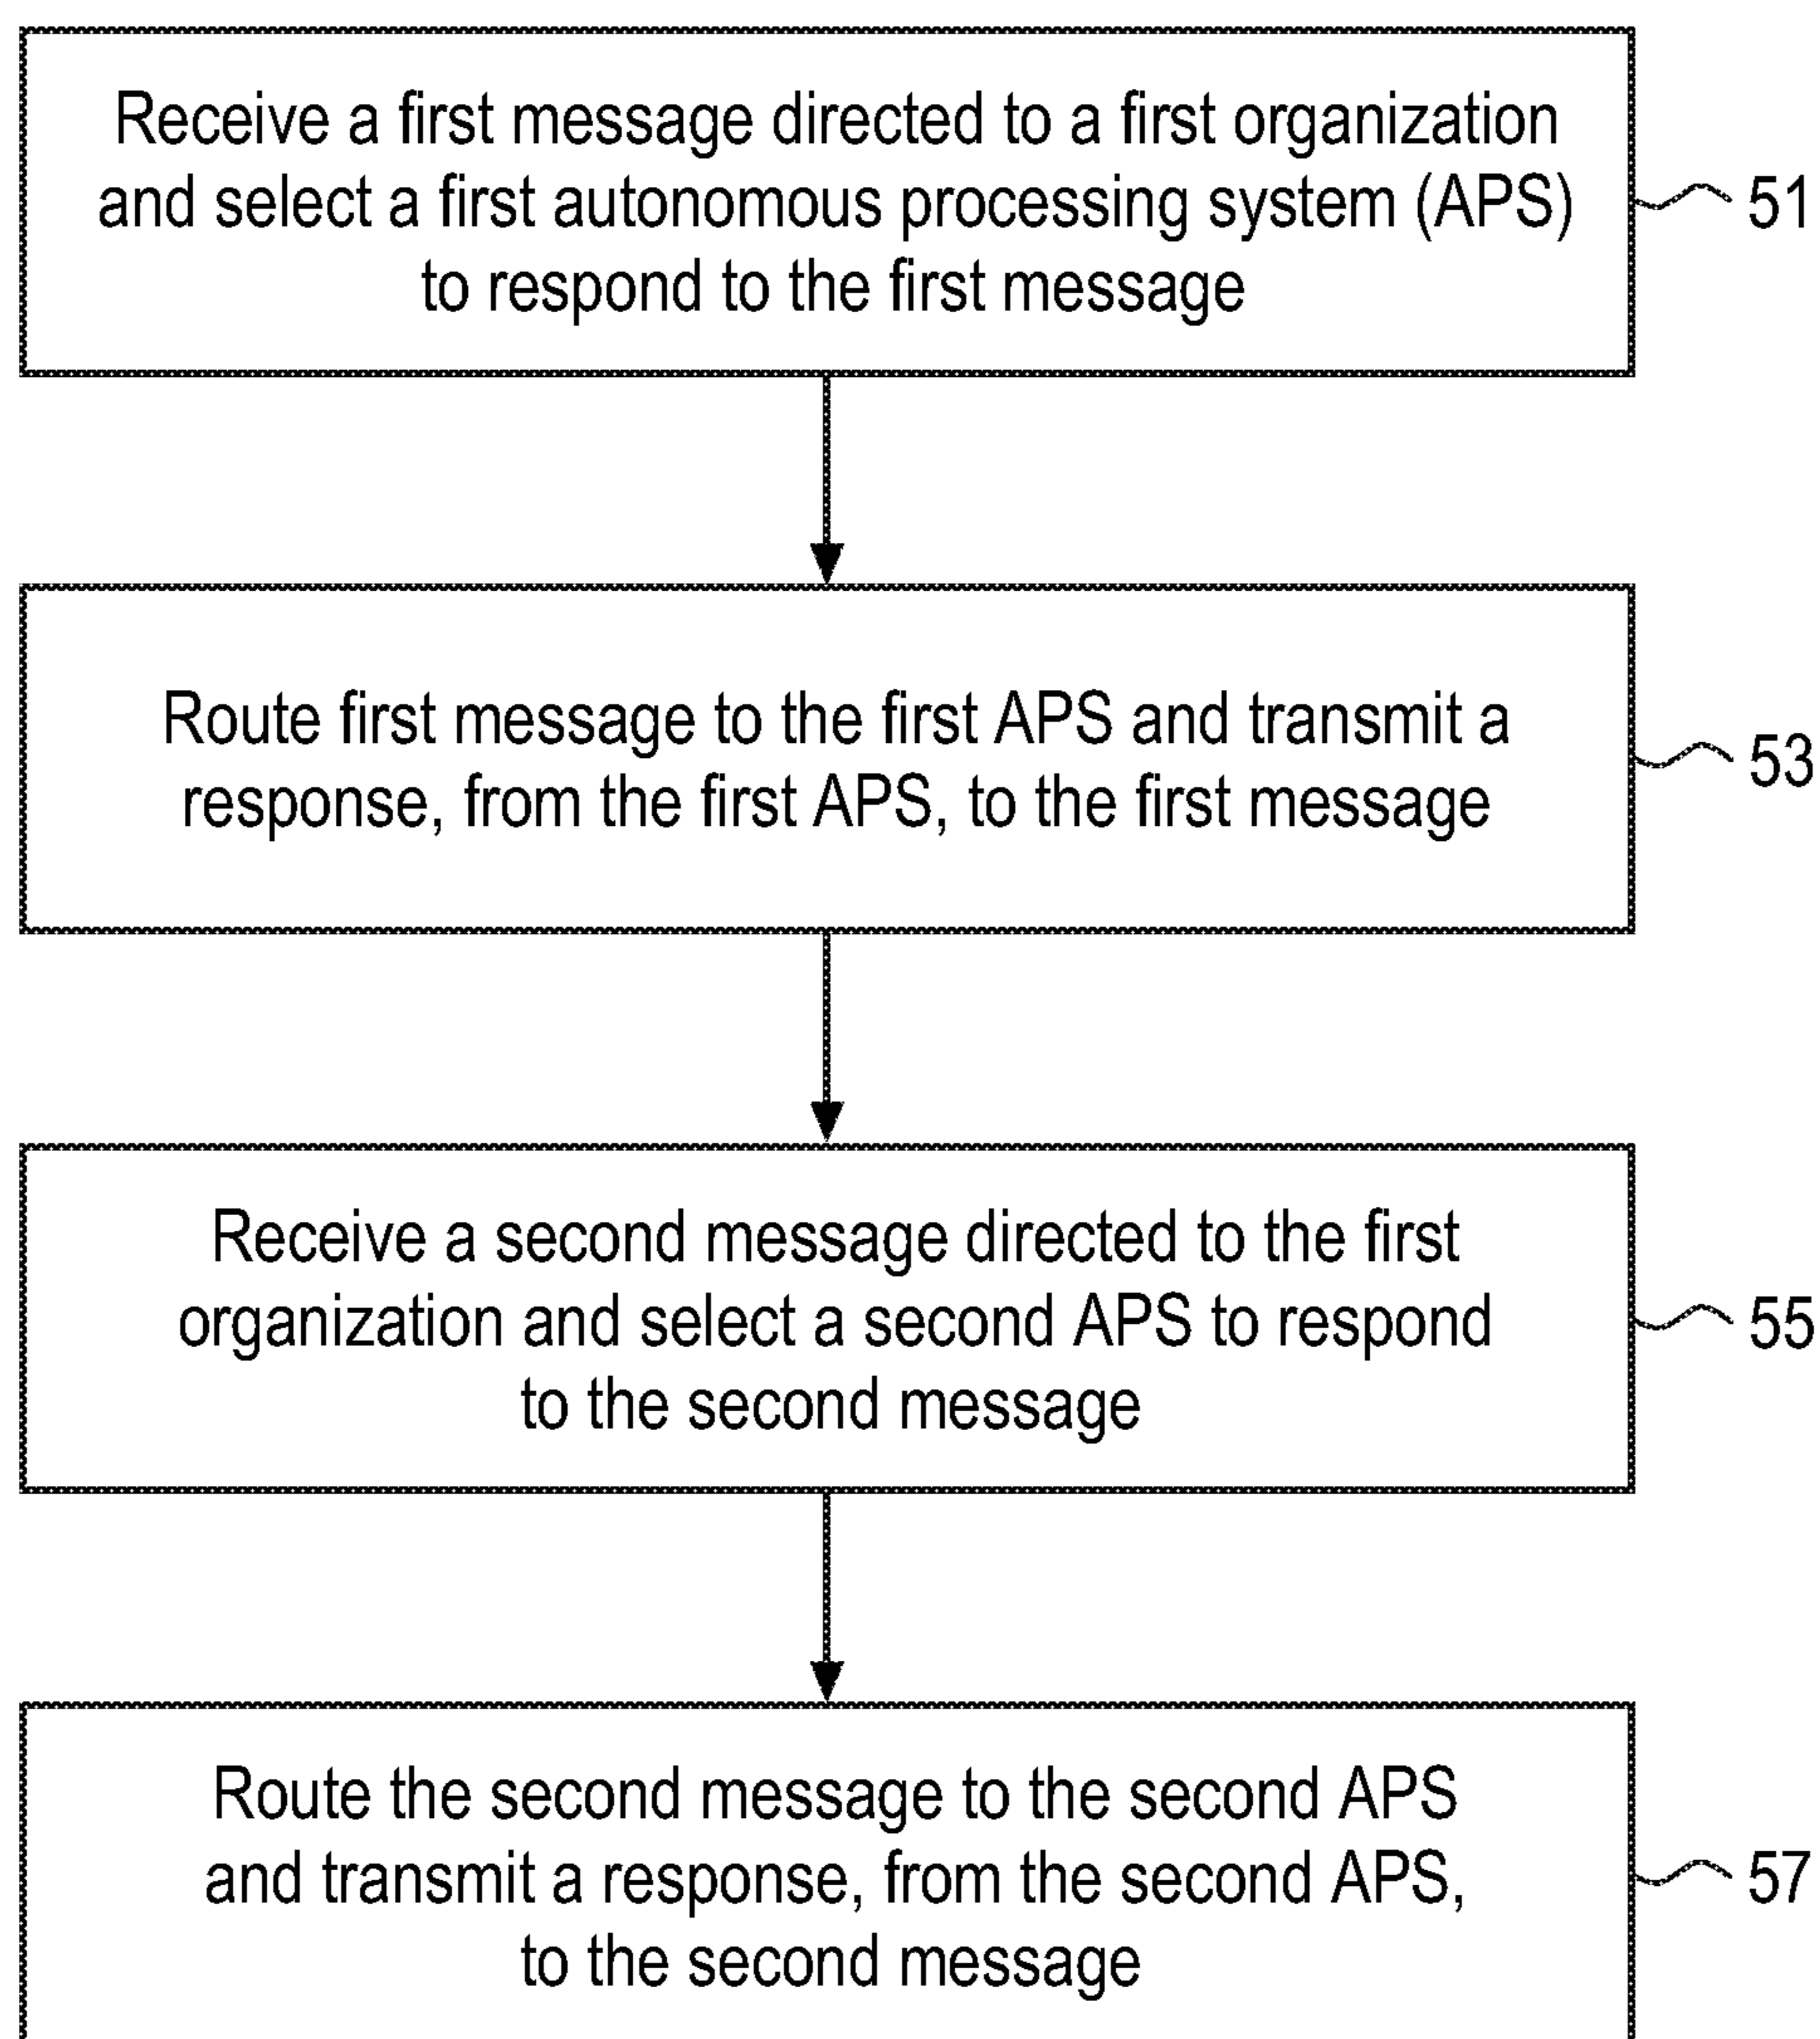 Receive a first message directed to a first organization
and select a first autonomous processing system (APS)
to respond to the first message
51
Route first message to the first APS and transmit a
response, from the first APS, to the first message
53
Receive a second message directed to the first
organization and select a second APS to respond
to the second message
55
Route the second message to the second APS
and transmit a response, from the second APS,
to the second message
57